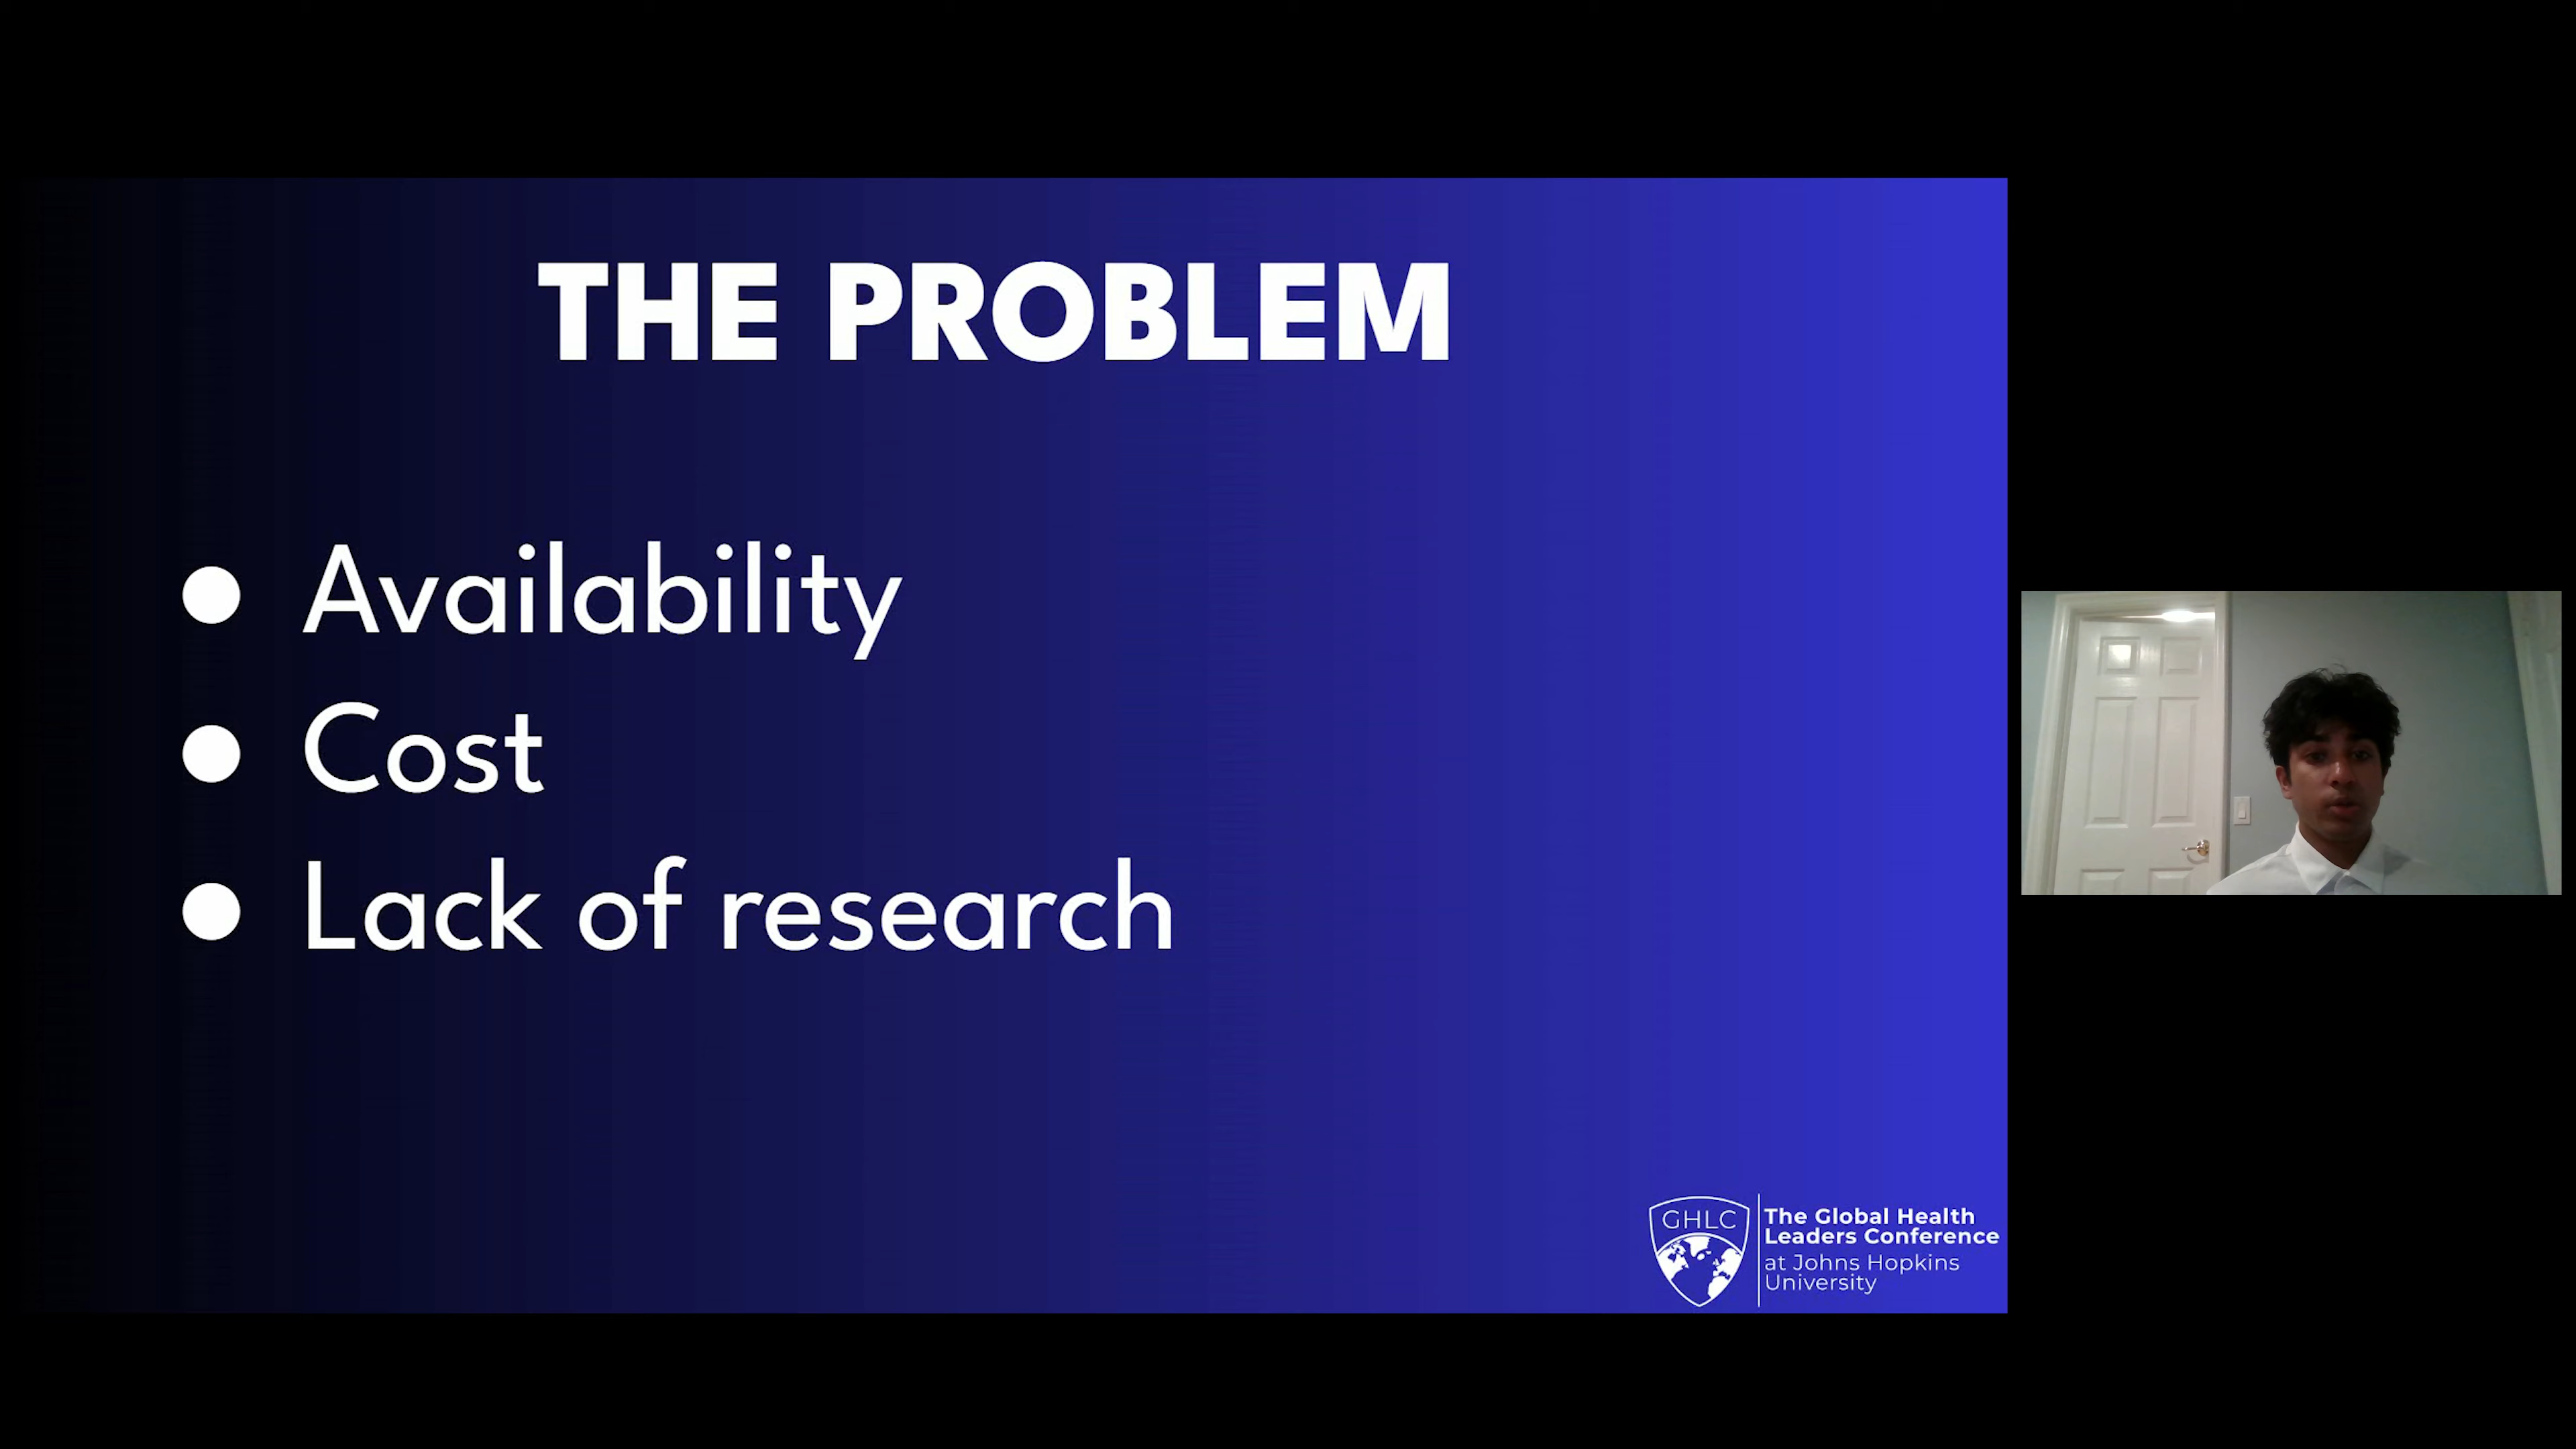 THE PROBLEM
● Availability
● Cost
● Lack of research
GHLC
The Global Health
Leaders Conference
at Johns Hopkins
University